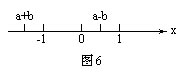 a+b a-b
-1 0 1 x
图6